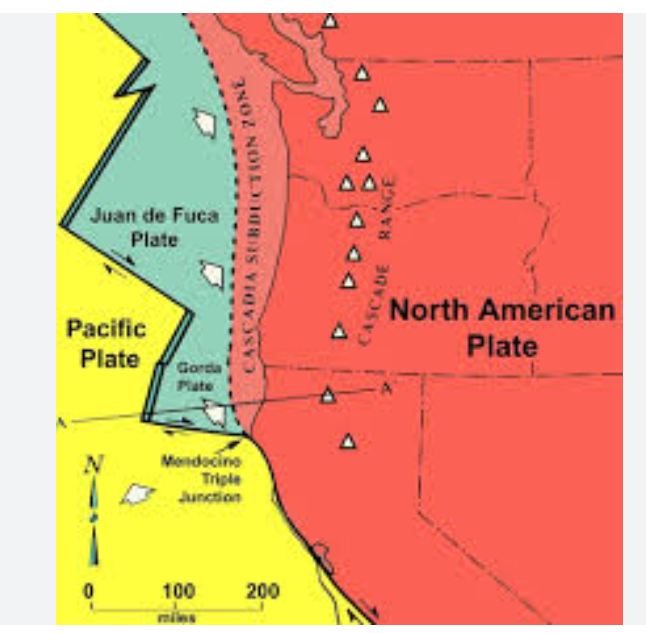 CASCADIA SUBDUCTION ZONE
Juan de Fuca
Plate
CASCADE RANGE
North American
Plate
Pacific
Plate
Gorda
Plate
A
A'
Mendocino
Triple
Junction
N
0 100 200
miles